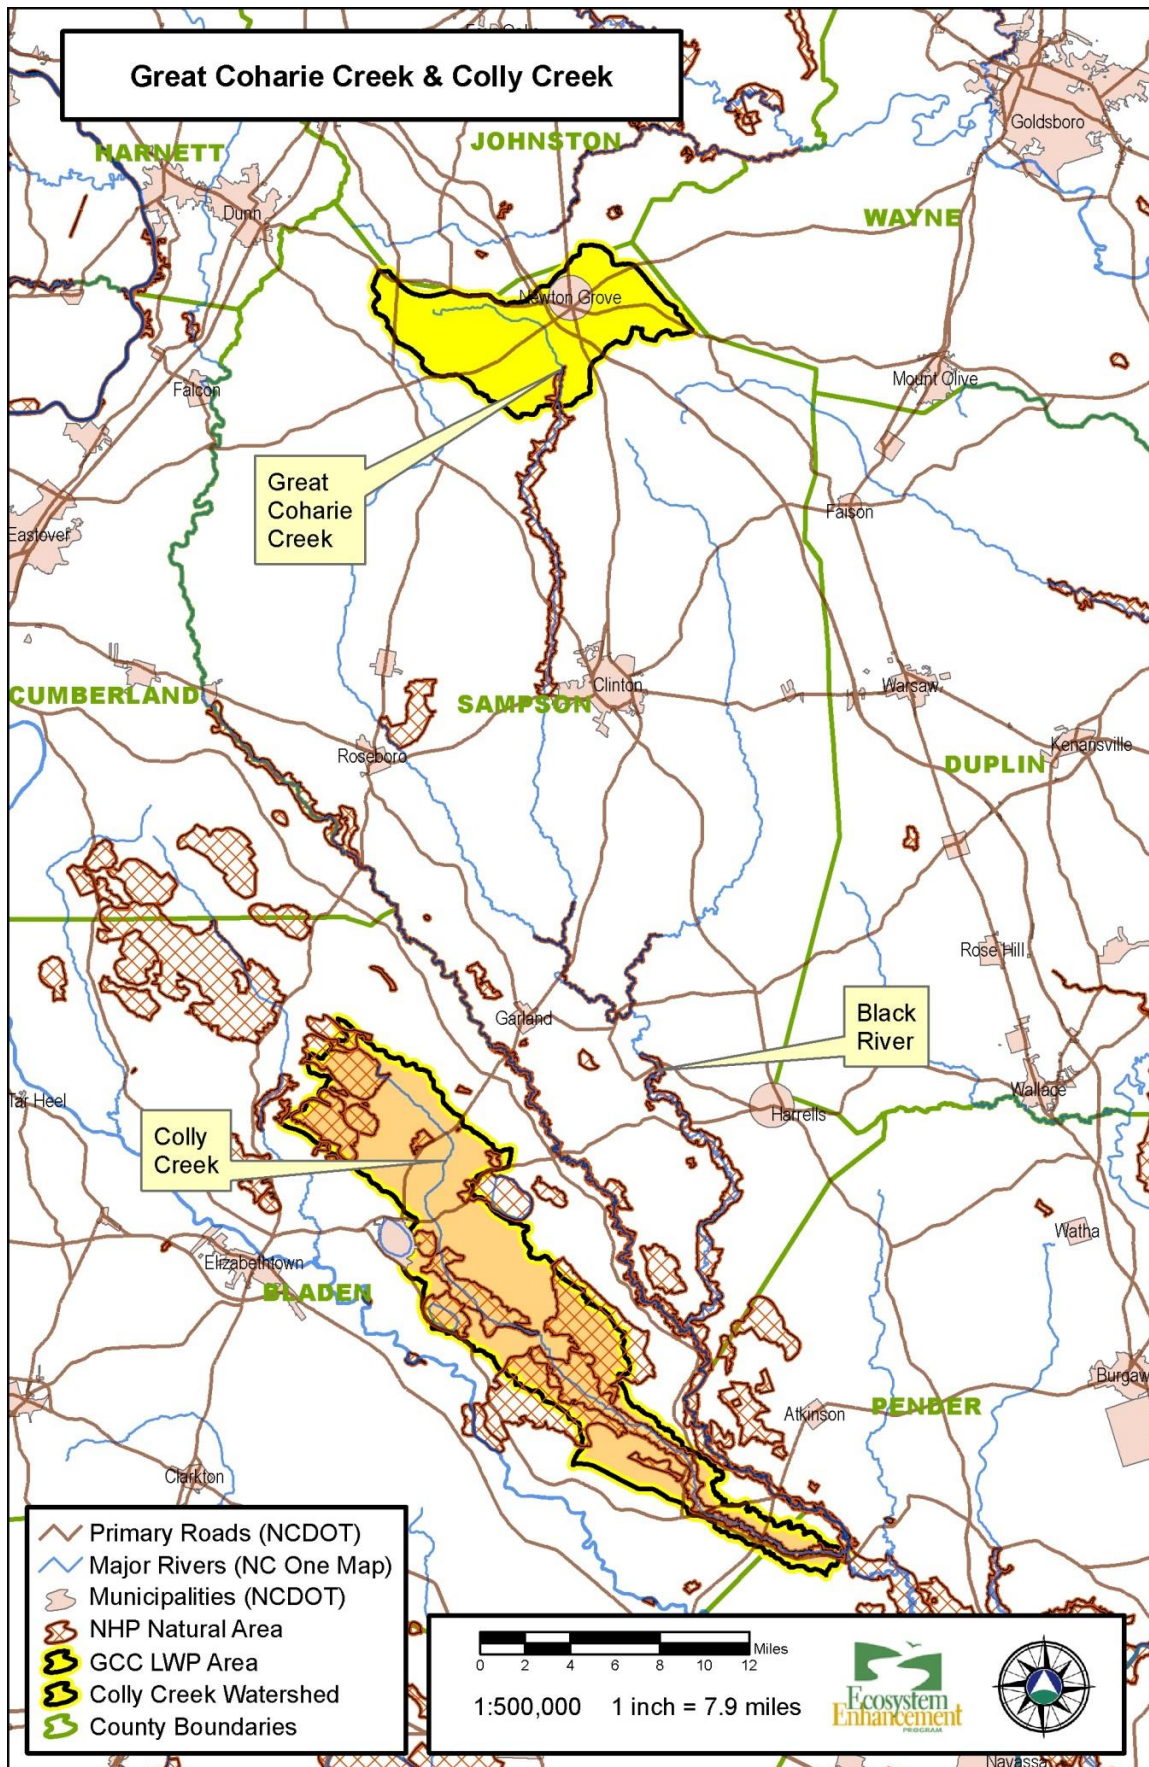 Great Coharie Creek & Colly Creek
JOHNSTON
Goldsboro
HARNETT
Dunn
WAYNE
Newton Grove
Falcon
Mount Olive
Great
Coharie
Creek
Faison
Eastover
Clinton
Warsaw
CUMBERLAND
SAMPSON
Roseboro
Kenansville
DUPLIN
Rose Hill
Garland
Black
River
Wallace
Tar Heel
Harrells
Colly
Creek
Watha
Elizabethtown
BLADEN
Burgaw
Atkinson
PENDER
Clarkton
Primary Roads (NCDOT)
Major Rivers (NC One Map)
Municipalities (NCDOT)
NHP Natural Area
GCC LWP Area
Colly Creek Watershed
County Boundaries
Miles
0 2 4 6 8 10 12
1:500,000 1 inch = 7.9 miles
Ecosystem
Enhancement
PROGRAM
Navassa